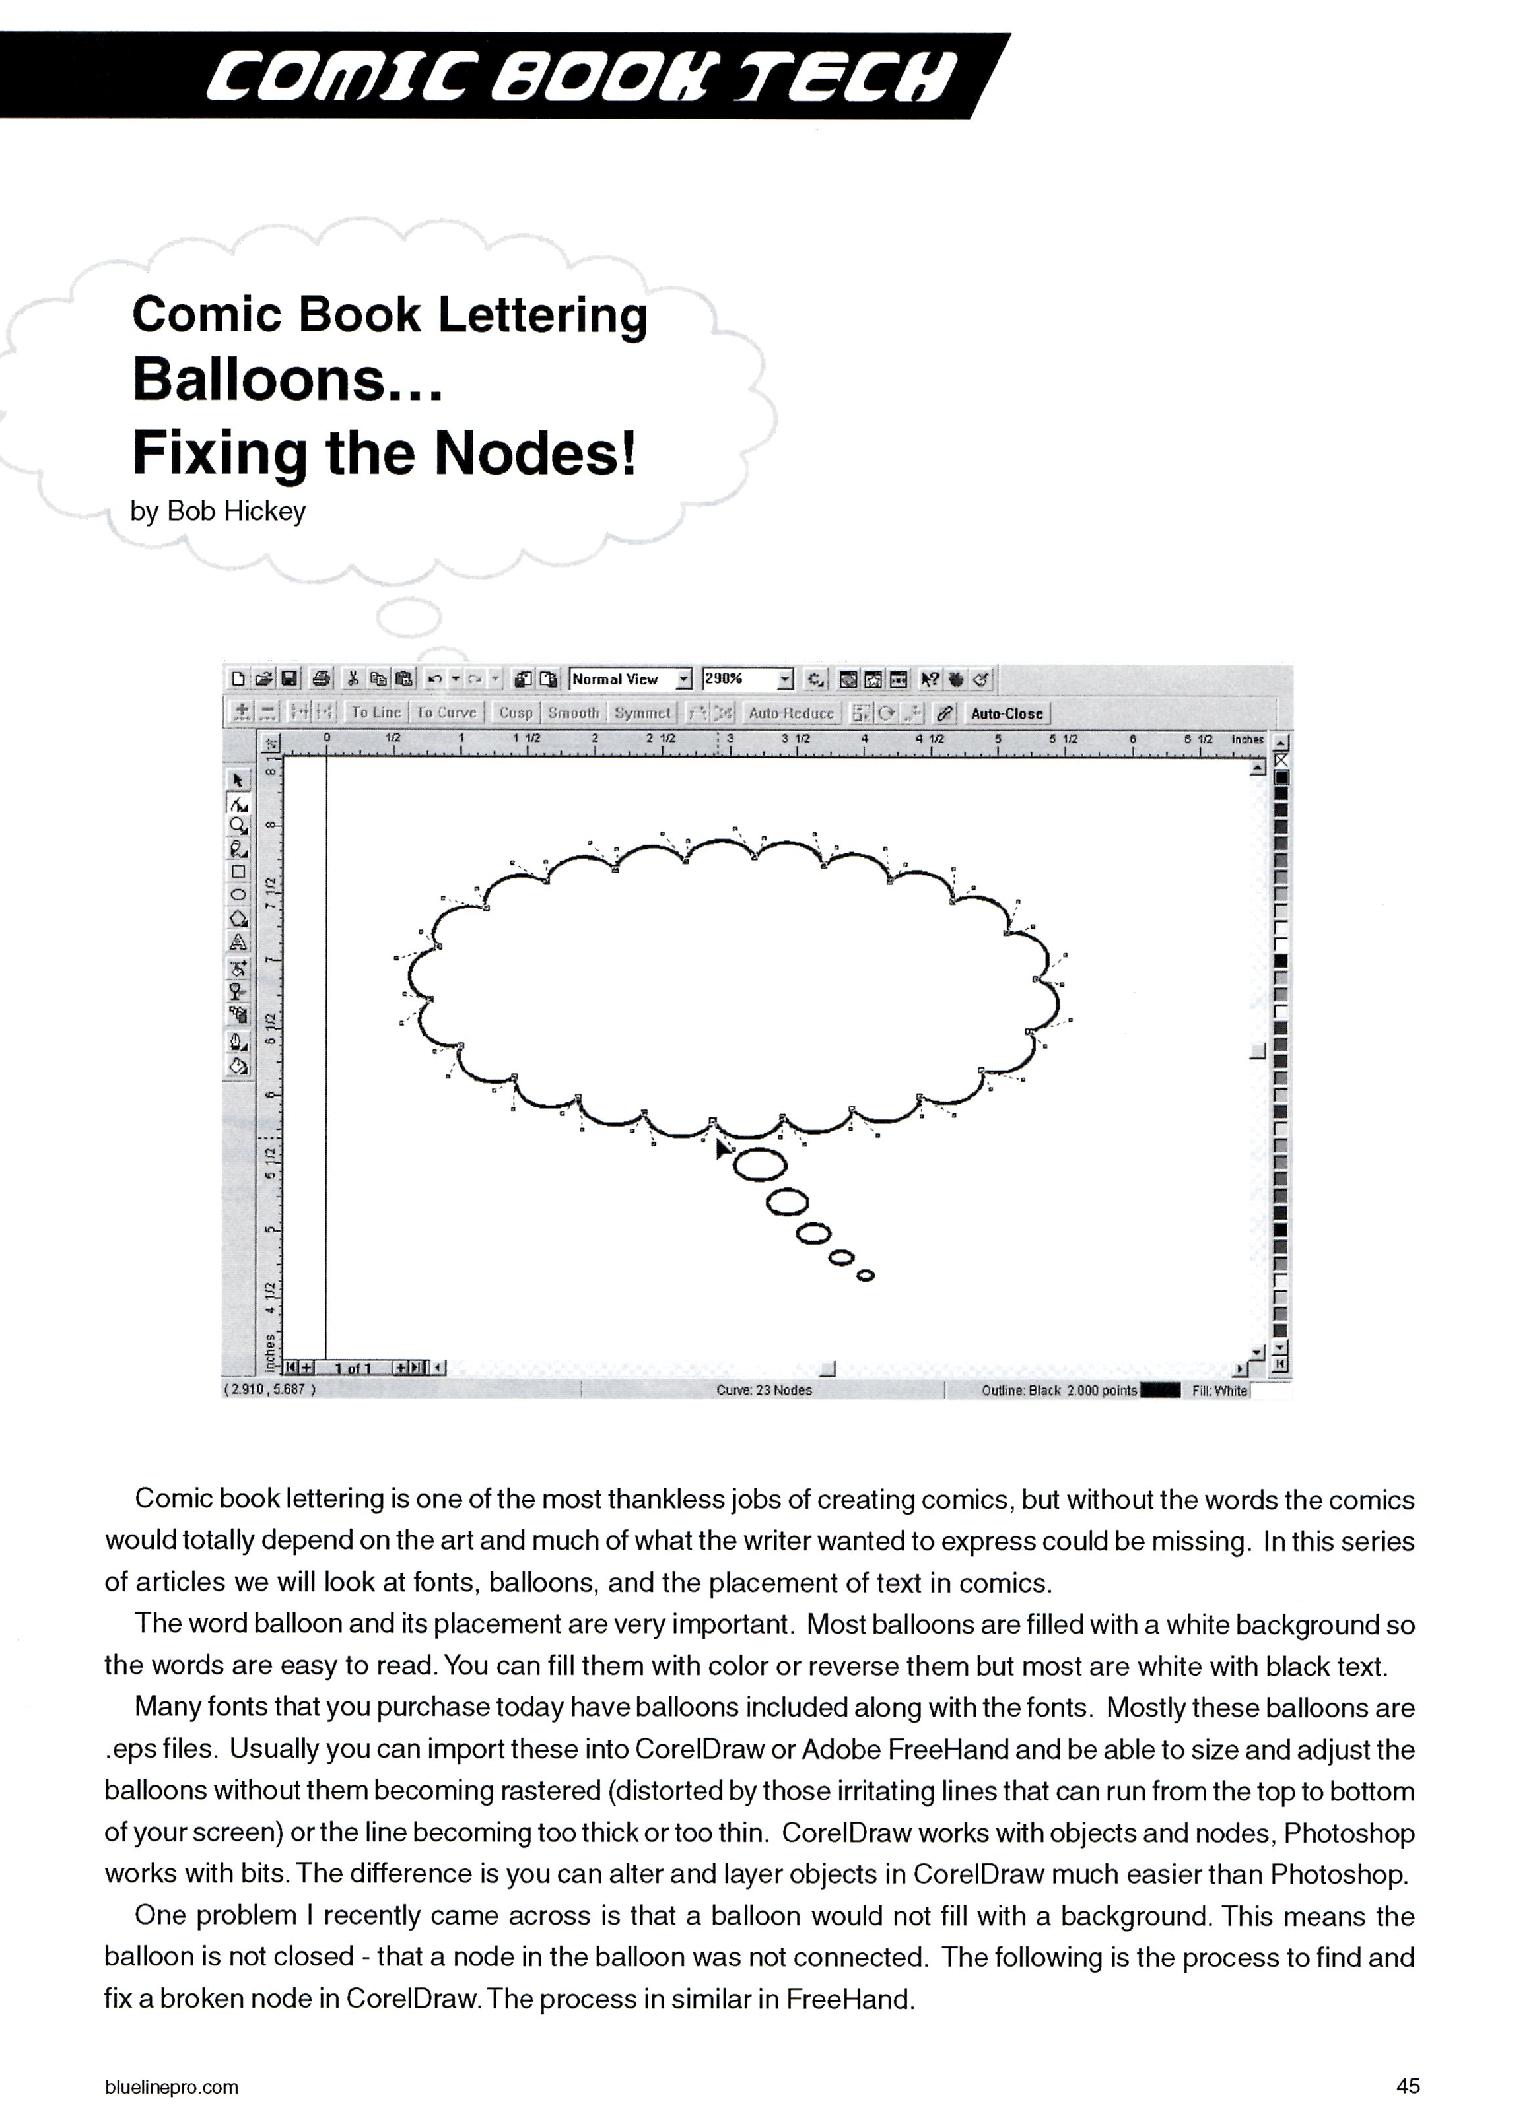 COMIC BOOK TECH
Comic Book Lettering
Balloons...
Fixing the Nodes!
by Bob Hickey
Normal View 290%
To Line To Curve Cusp Smooth Symmet Auto-Reduce Auto-Close
0 1/2 1 1 1/2 2 2 1/2 3 3 1/2 4 4 1/2 5 5 1/2 6 6 1/2 Inches
8
7 1/2
7
6 1/2
6
5 1/2
5
4 1/2
inches
1 of 1
( 2.910 , 5.687 ) Curve: 23 Nodes Outline: Black 2.000 points Fill: White
Comic book lettering is one of the most thankless jobs of creating comics, but without the words the comics
would totally depend on the art and much of what the writer wanted to express could be missing. In this series
of articles we will look at fonts, balloons, and the placement of text in comics.
The word balloon and its placement are very important. Most balloons are filled with a white background so
the words are easy to read. You can fill them with color or reverse them but most are white with black text.
Many fonts that you purchase today have balloons included along with the fonts. Mostly these balloons are
.eps files. Usually you can import these into CorelDraw or Adobe FreeHand and be able to size and adjust the
balloons without them becoming rastered (distorted by those irritating lines that can run from the top to bottom
of your screen) or the line becoming too thick or too thin. CorelDraw works with objects and nodes, Photoshop
works with bits. The difference is you can alter and layer objects in CorelDraw much easier than Photoshop.
One problem I recently came across is that a balloon would not fill with a background. This means the
balloon is not closed - that a node in the balloon was not connected. The following is the process to find and
fix a broken node in CorelDraw. The process in similar in FreeHand.
bluelinepro.com 45